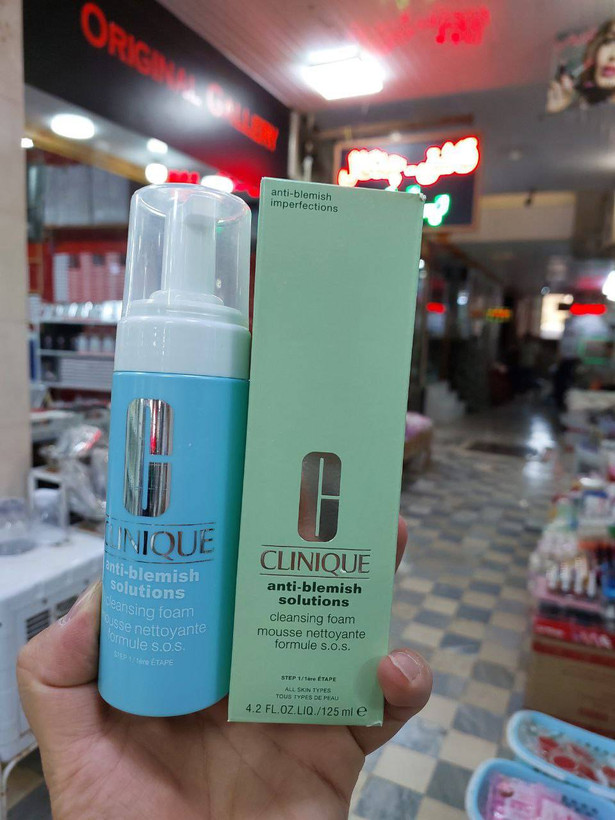 ORIGINAL GALLERY
anti-blemish
imperfections
CLINIQUE
anti-blemish
solutions
cleansing foam
mousse nettoyante
formule s.o.s.
STEP 1/1ère ÉTAPE
CLINIQUE
anti-blemish
solutions
cleansing foam
mousse nettoyante
formule s.o.s.
STEP 1/1ère ÉTAPE
ALL SKIN TYPES
TOUS TYPES DE PEAU
4.2 FL.OZ.LIQ./125 ml e